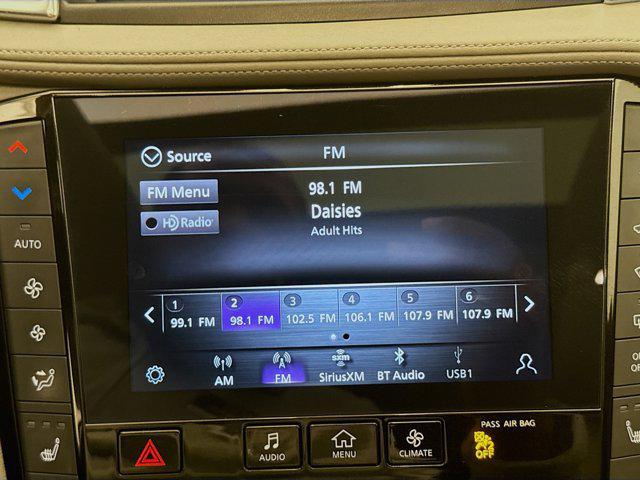 Source FM
FM Menu 98.1 FM
Daisies
HD Radio
Adult Hits
1 2 3 4 5 6
99.1 FM 98.1 FM 102.5 FM 106.1 FM 107.9 FM 107.9 FM
AUTO
AM FM SiriusXM BT Audio USB1
sxm
PASS AIR BAG
OFF
AUDIO MENU CLIMATE